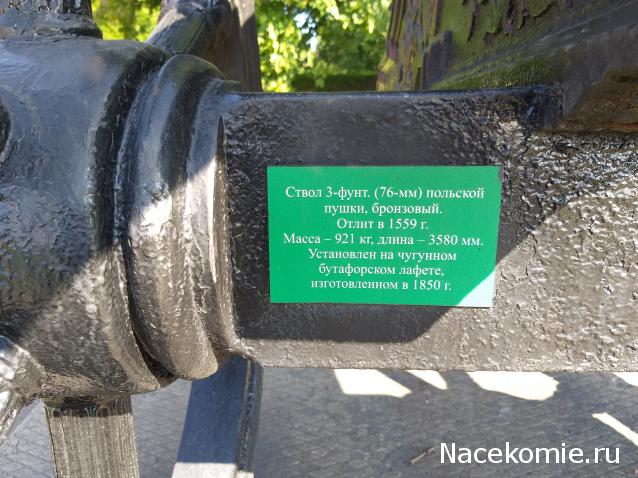 Ствол 3-фунт. (76-мм) польской
пушки, бронзовый.
Отлит в 1559 г.
Масса – 921 кг, длина – 3580 мм.
Установлен на чугунном
бутафорском лафете,
изготовленном в 1850 г.
Nacekomie.ru